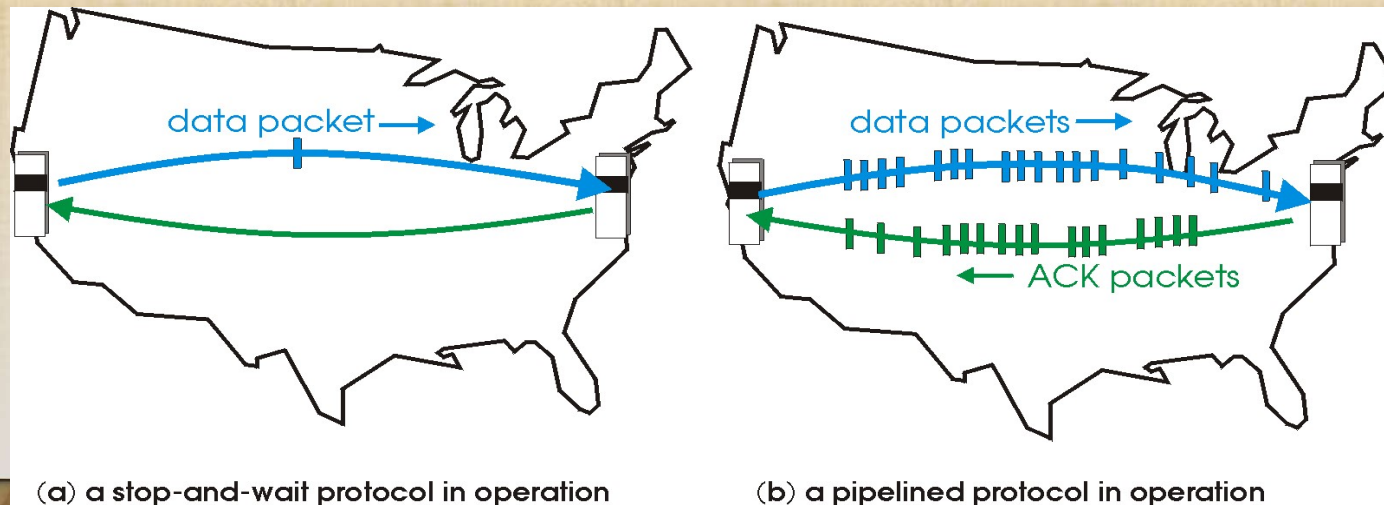 data packet
data packets
ACK packets
(a) a stop-and-wait protocol in operation
(b) a pipelined protocol in operation